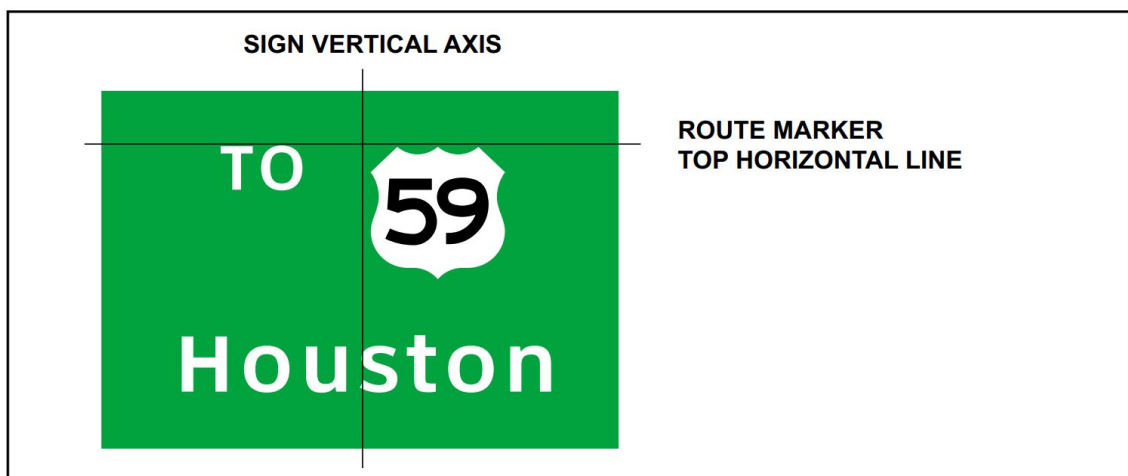 SIGN VERTICAL AXIS
ROUTE MARKER
TOP HORIZONTAL LINE
TO
59
Houston